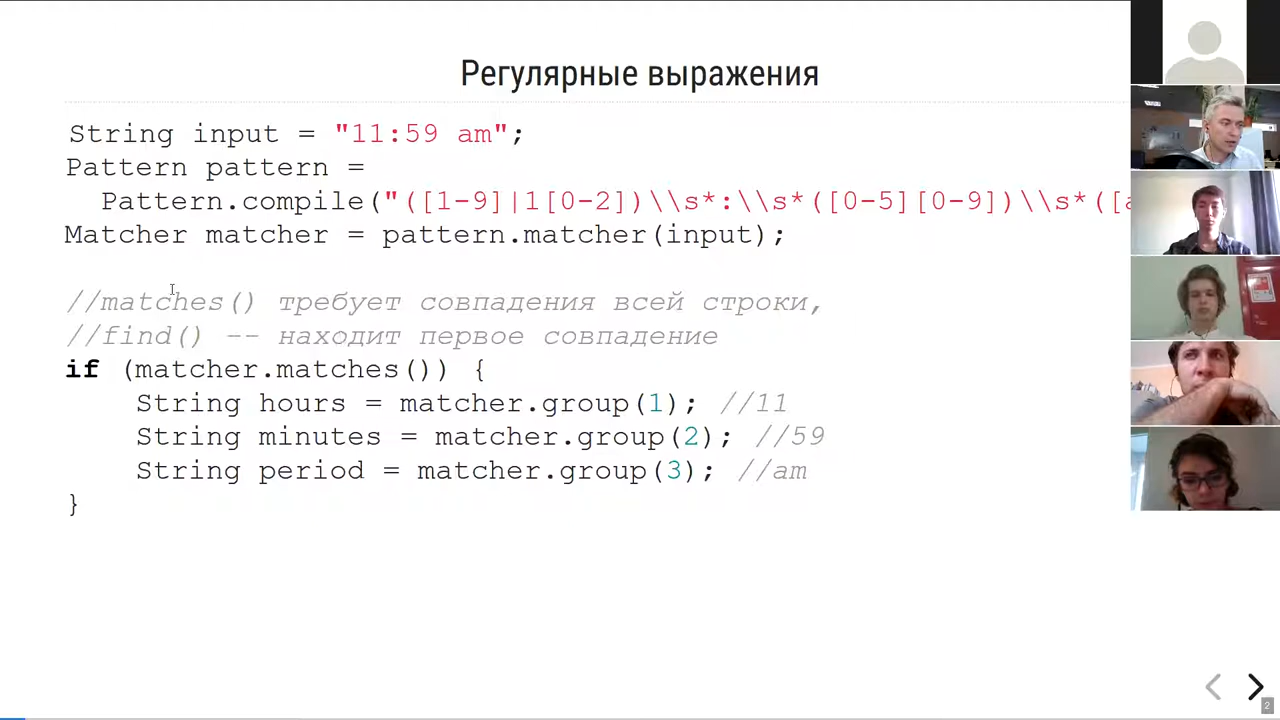 Регулярные выражения
String input = "11:59 am";
Pattern pattern =
Pattern.compile("([1-9]|1[0-2])\\s*:\\s*([0-5][0-9])\\s*([a
Matcher matcher = pattern.matcher(input);
//matches() требует совпадения всей строки,
//find() -- находит первое совпадение
if (matcher.matches()) {
String hours = matcher.group(1); //11
String minutes = matcher.group(2); //59
String period = matcher.group(3); //am
}
2